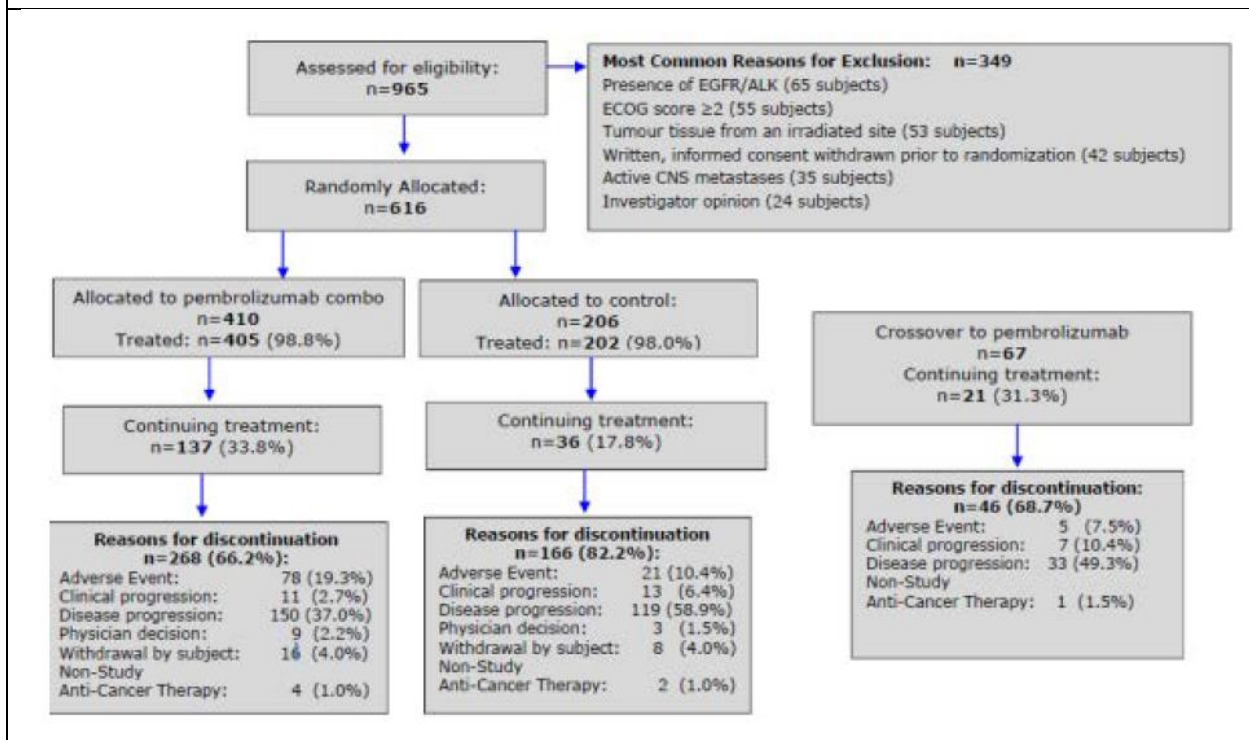 Assessed for eligibility:
n=965
Most Common Reasons for Exclusion: n=349
Presence of EGFR/ALK (65 subjects)
ECOG score ≥2 (55 subjects)
Tumour tissue from an irradiated site (53 subjects)
Written, informed consent withdrawn prior to randomization (42 subjects)
Active CNS metastases (35 subjects)
Investigator opinion (24 subjects)
Randomly Allocated:
n=616
Allocated to pembrolizumab combo
n=410
Treated: n=405 (98.8%)
Allocated to control:
n=206
Treated: n=202 (98.0%)
Crossover to pembrolizumab
n=67
Continuing treatment:
n=21 (31.3%)
Continuing treatment:
n=137 (33.8%)
Continuing treatment:
n=36 (17.8%)
Reasons for discontinuation
n=268 (66.2%):
Adverse Event: 78 (19.3%)
Clinical progression: 11 (2.7%)
Disease progression: 150 (37.0%)
Physician decision: 9 (2.2%)
Withdrawal by subject: 16 (4.0%)
Non-Study
Anti-Cancer Therapy: 4 (1.0%)
Reasons for discontinuation
n=166 (82.2%):
Adverse Event: 21 (10.4%)
Clinical progression: 13 (6.4%)
Disease progression: 119 (58.9%)
Physician decision: 3 (1.5%)
Withdrawal by subject: 8 (4.0%)
Non-Study
Anti-Cancer Therapy: 2 (1.0%)
Reasons for discontinuation:
n=46 (68.7%)
Adverse Event: 5 (7.5%)
Clinical progression: 7 (10.4%)
Disease progression: 33 (49.3%)
Non-Study
Anti-Cancer Therapy: 1 (1.5%)